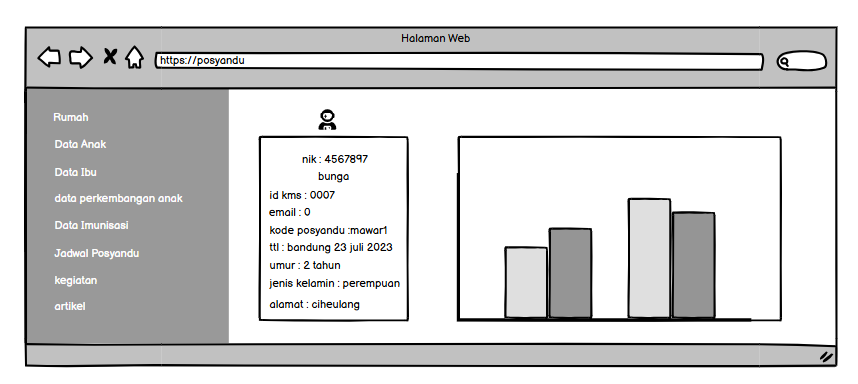 Halaman Web
https://posyandu
Rumah
Data Anak
Data Ibu
data perkembangan anak
Data Imunisasi
Jadwal Posyandu
kegiatan
artikel
nik : 4567897
bunga
id kms : 0007
email : 0
kode posyandu :mawar1
ttl : bandung 23 juli 2023
umur : 2 tahun
jenis kelamin : perempuan
alamat : ciheulang